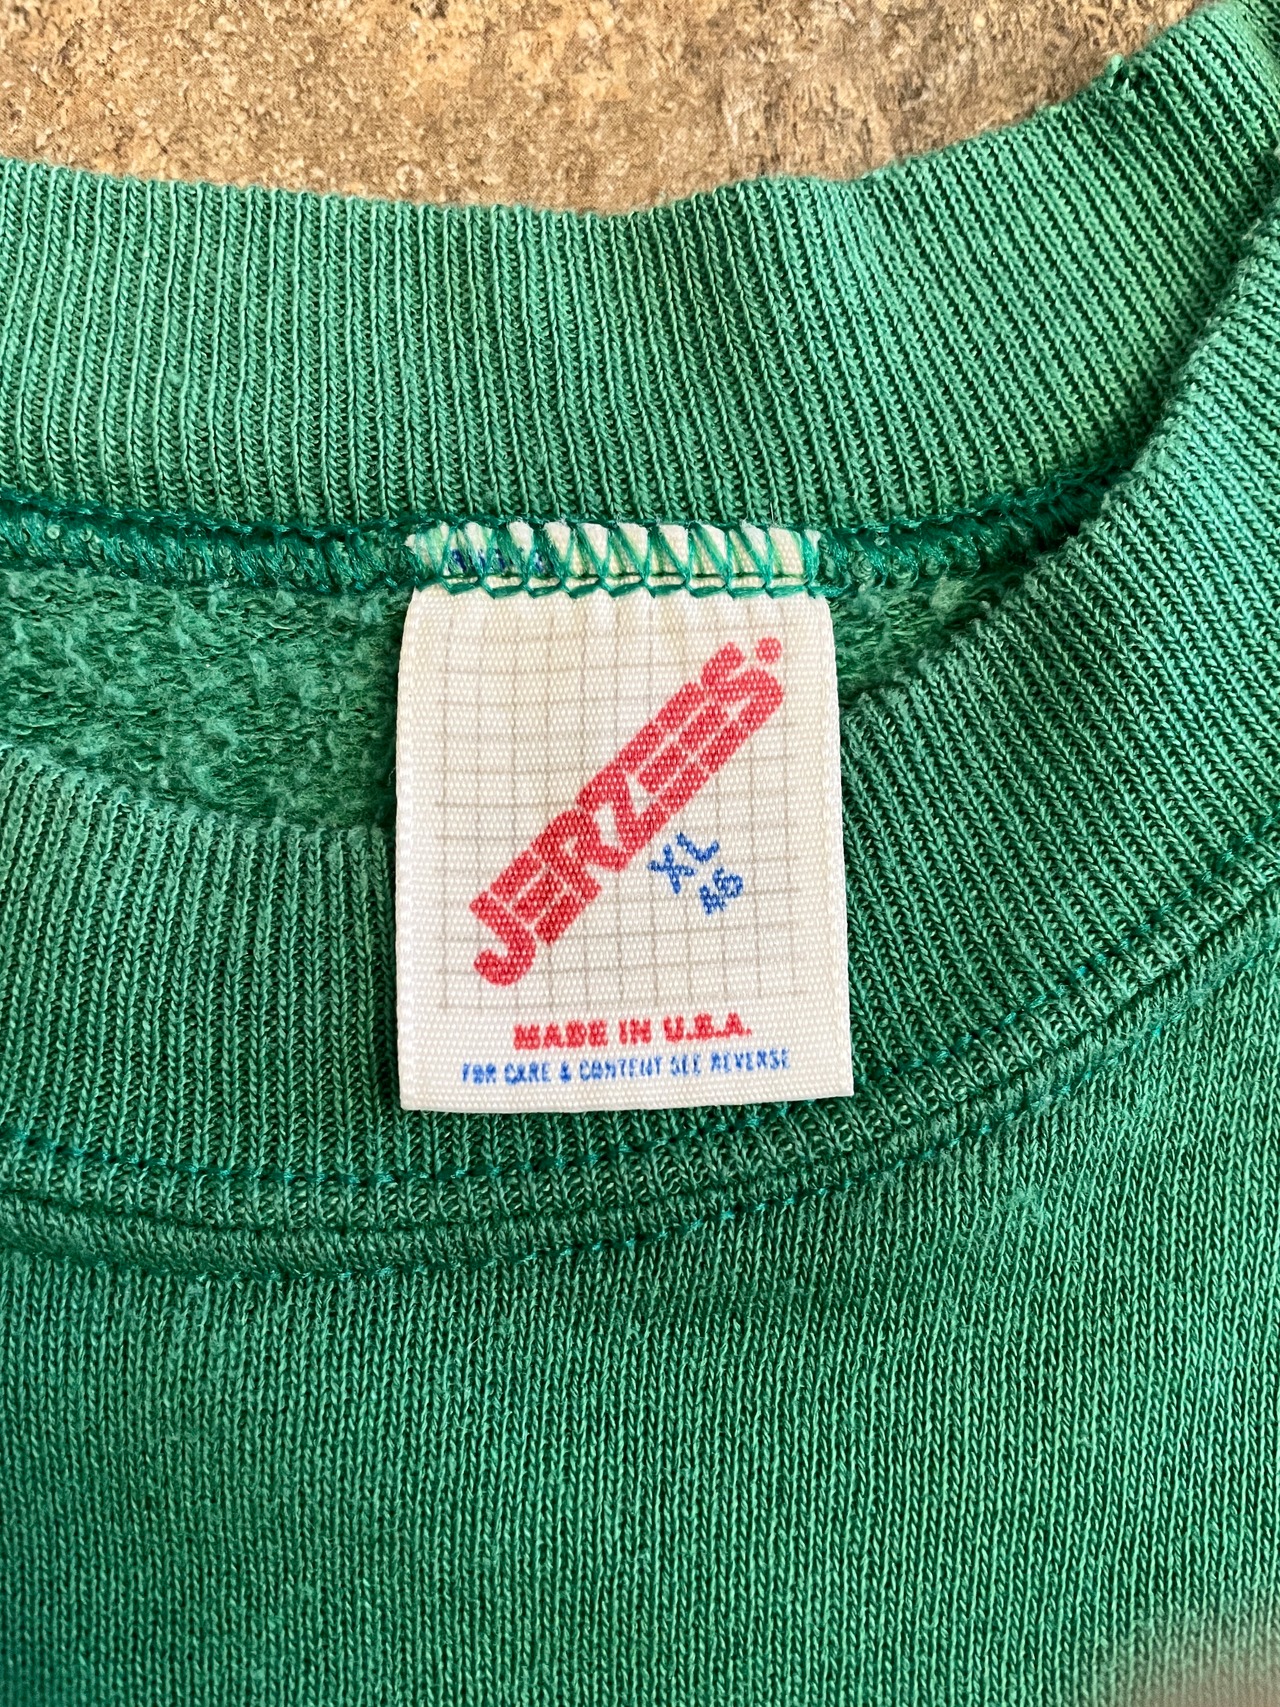 JERZEES.
XL
46
MADE IN U.S.A.
FOR CARE & CONTENT SEE REVERSE